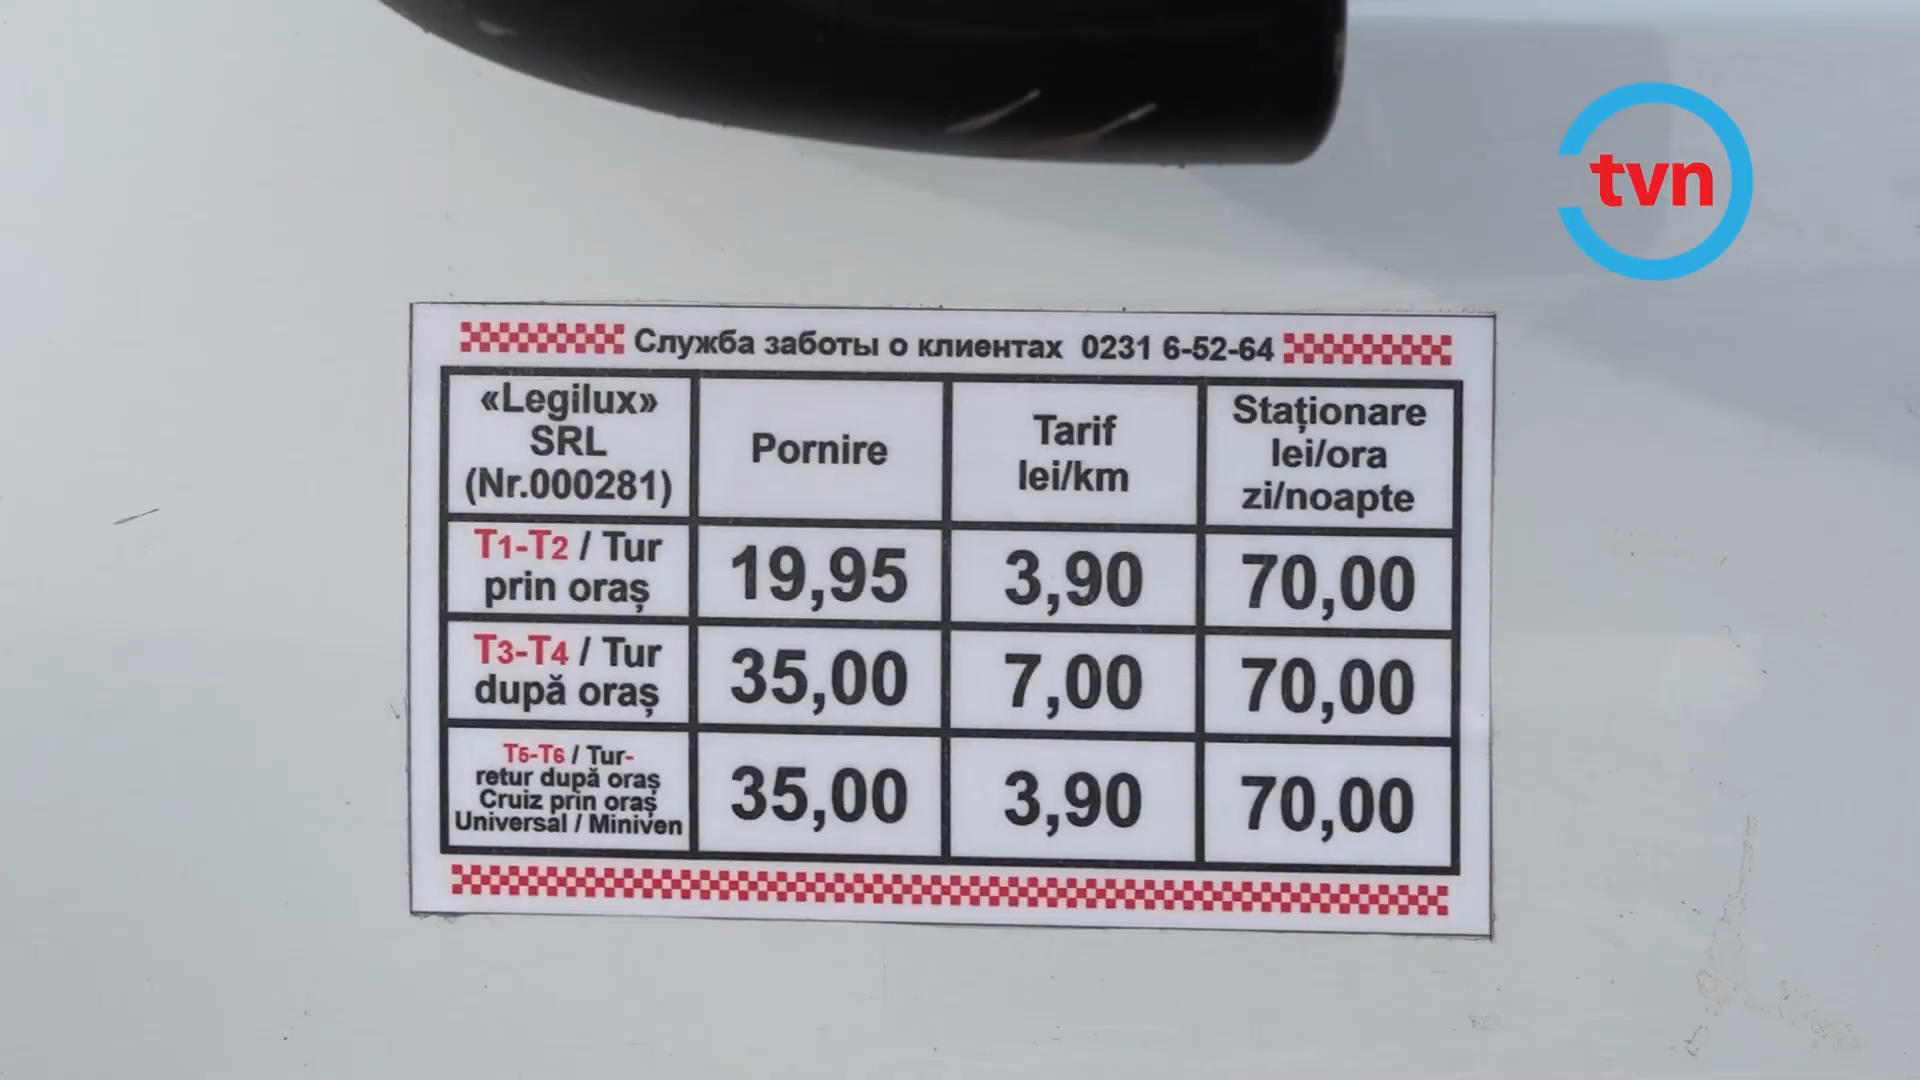 tvn
Служба заботы о клиентах 0231 6-52-64
«Legilux»
SRL
(Nr.000281)
Pornire
Tarif
lei/km
Staționare
lei/ora
zi/noapte
T1-T2 / Tur
prin oraș
19,95
3,90
70,00
T3-T4 / Tur
după oraș
35,00
7,00
70,00
T5-T6 / Tur-
retur după oraș
Cruiz prin oraș
Universal / Miniven
35,00
3,90
70,00